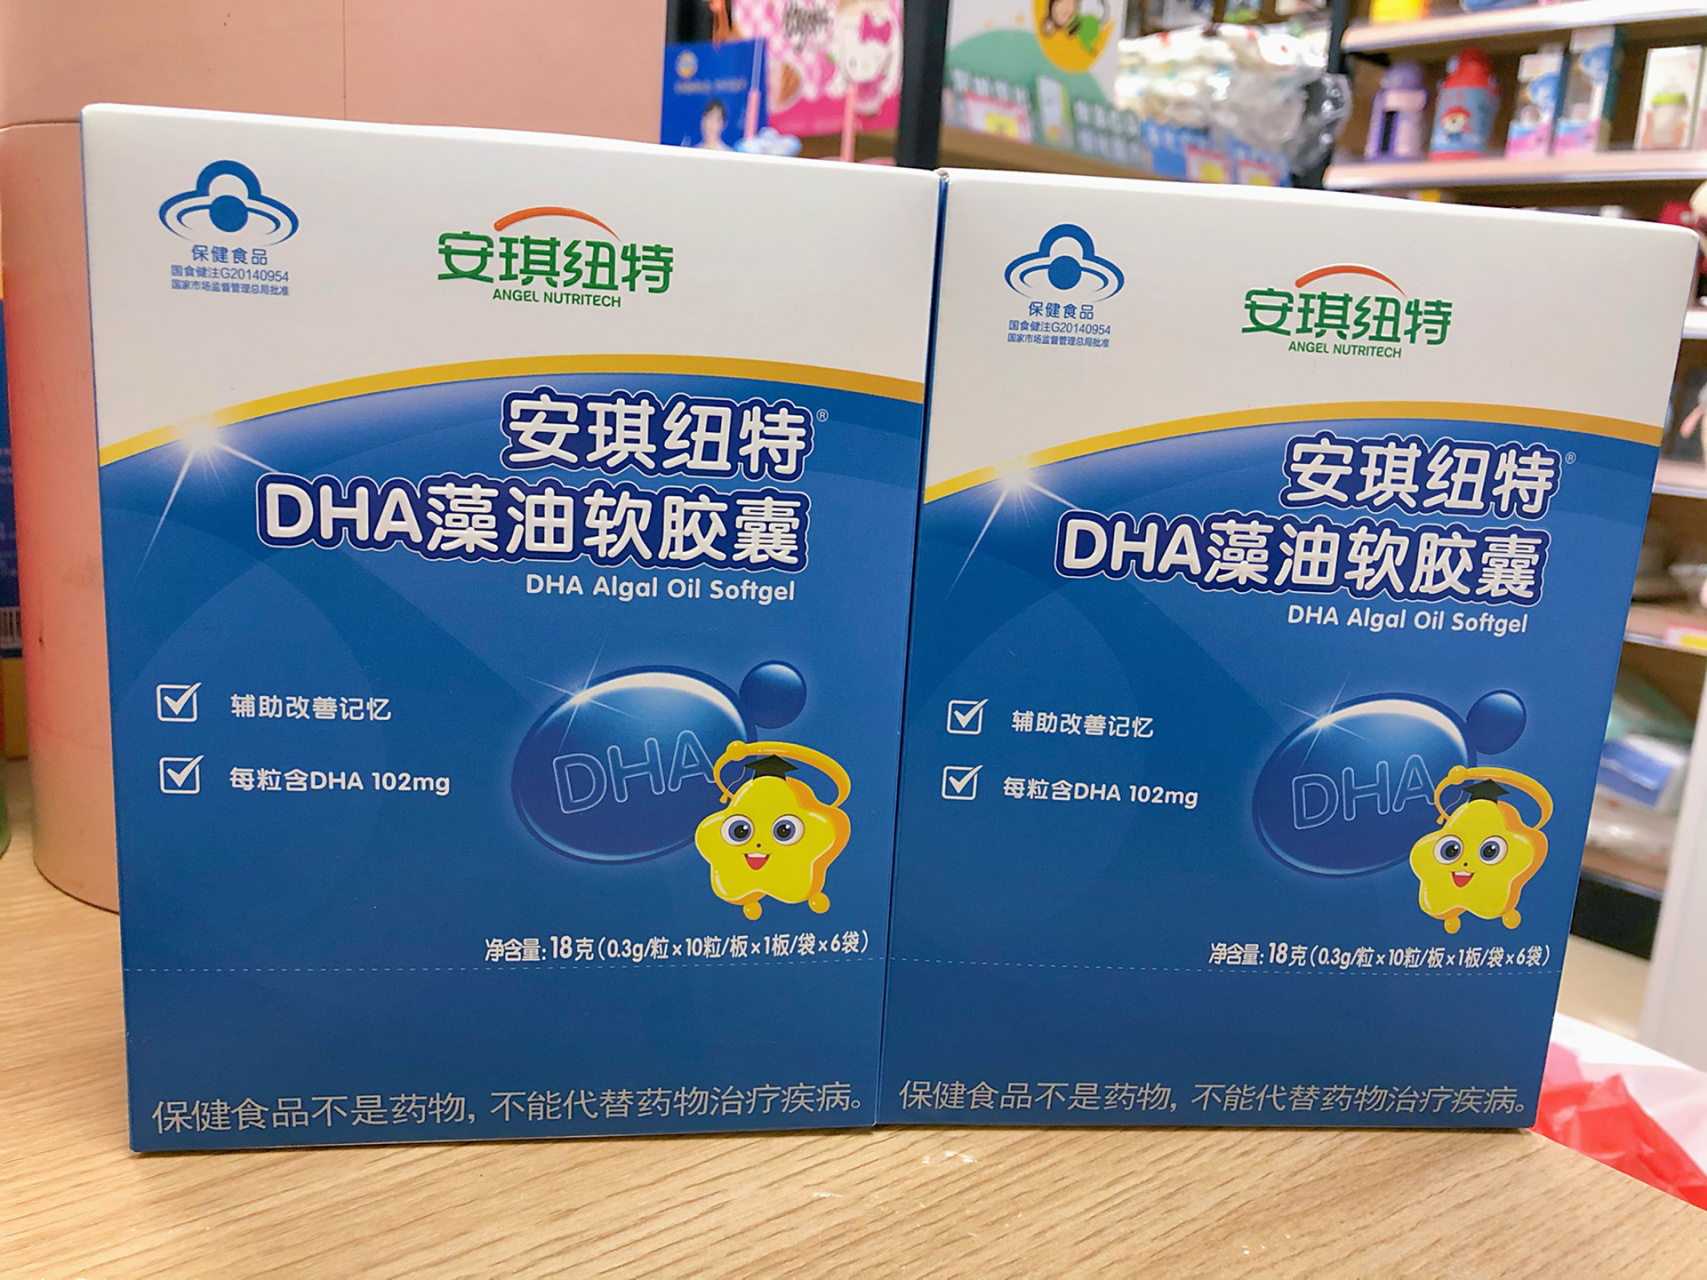 保健食品
国食健注G20140954
国家市场监督管理总局批准
安琪纽特
ANGEL NUTRITECH
安琪纽特®
DHA藻油软胶囊
DHA Algal Oil Softgel
辅助改善记忆
每粒含DHA 102mg
DHA
净含量:18克(0.3g/粒×10粒/板×1板/袋×6袋)
保健食品不是药物,不能代替药物治疗疾病。
保健食品
国食健注G20140954
国家市场监督管理总局批准
安琪纽特
ANGEL NUTRITECH
安琪纽特®
DHA藻油软胶囊
DHA Algal Oil Softgel
辅助改善记忆
每粒含DHA 102mg
DHA
净含量:18克(0.3g/粒×10粒/板×1板/袋×6袋)
保健食品不是药物,不能代替药物治疗疾病。